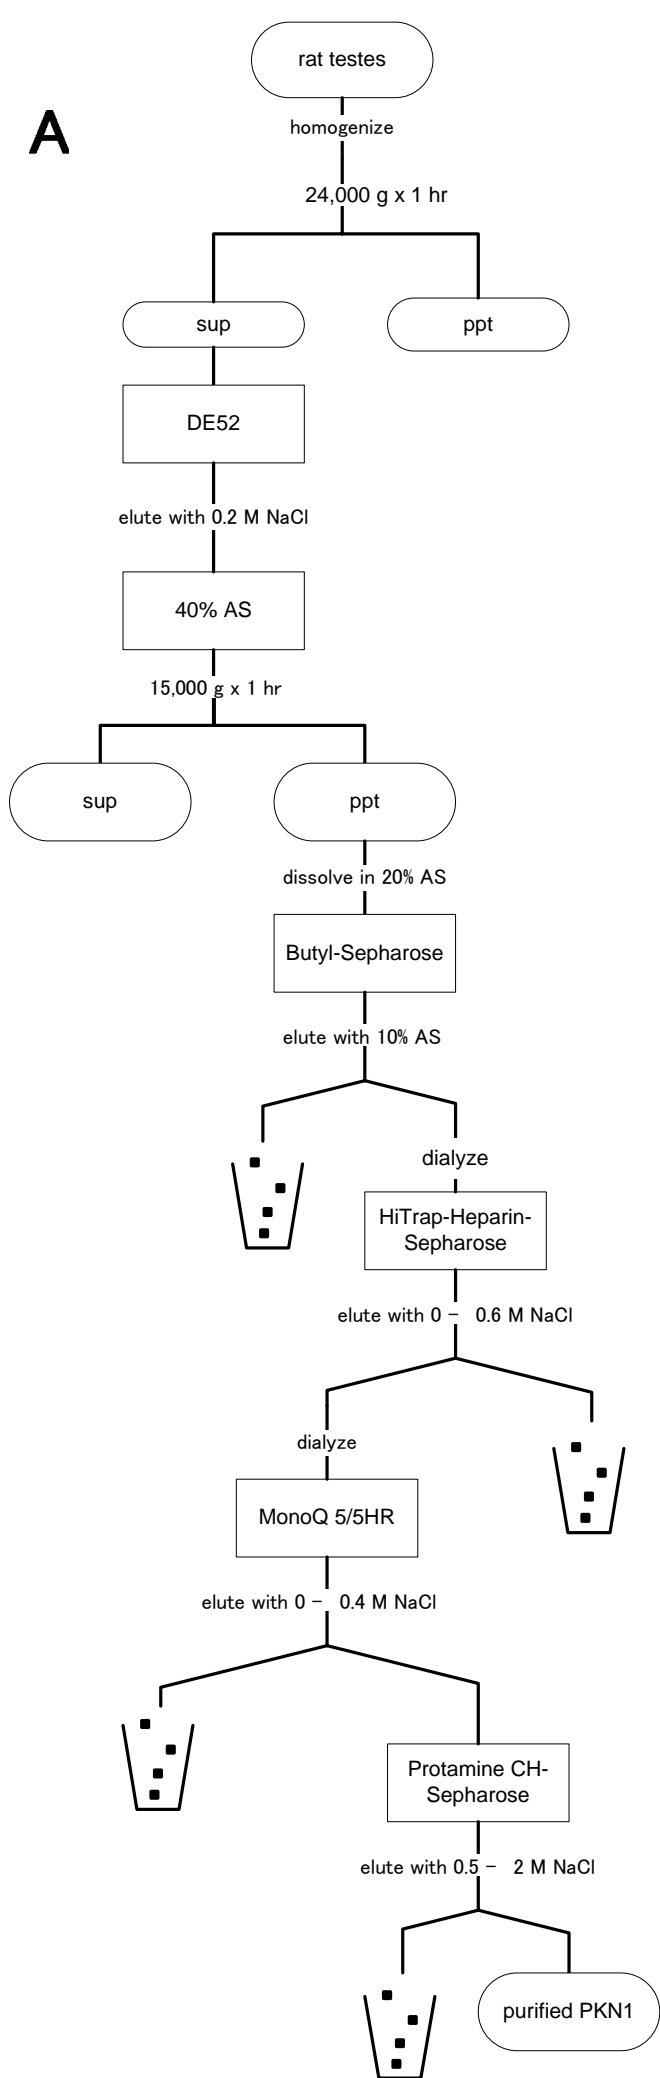 rat testes
A
homogenize
24,000 g x 1 hr
sup
ppt
DE52
elute with 0.2 M NaCl
40% AS
15,000 g x 1 hr
sup
ppt
dissolve in 20% AS
Butyl-Sepharose
elute with 10% AS
dialyze
HiTrap-Heparin-
Sepharose
elute with 0 - 0.6 M NaCl
dialyze
MonoQ 5/5HR
elute with 0 - 0.4 M NaCl
Protamine CH-
Sepharose
elute with 0.5 - 2 M NaCl
purified PKN1